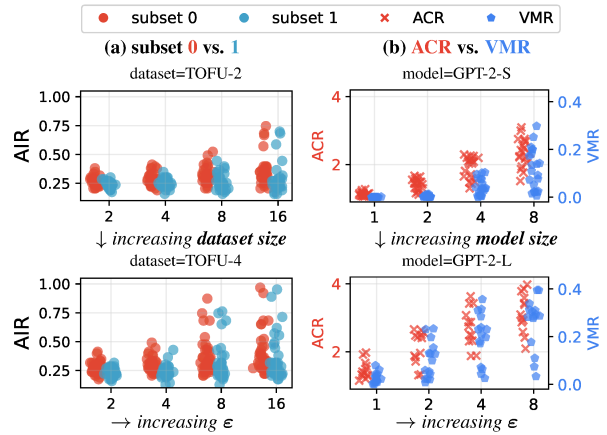 subset 0 subset 1 ACR VMR
(a) subset 0 vs. 1
dataset=TOFU-2
AIR
1.00
0.75
0.50
0.25
2 4 8 16
↓ increasing dataset size
dataset=TOFU-4
AIR
1.00
0.75
0.50
0.25
2 4 8 16
→ increasing ε
(b) ACR vs. VMR
model=GPT-2-S
ACR
4
2
VMR
0.4
0.2
0.0
1 2 4 8
↓ increasing model size
model=GPT-2-L
ACR
4
2
VMR
0.4
0.2
0.0
1 2 4 8
→ increasing ε